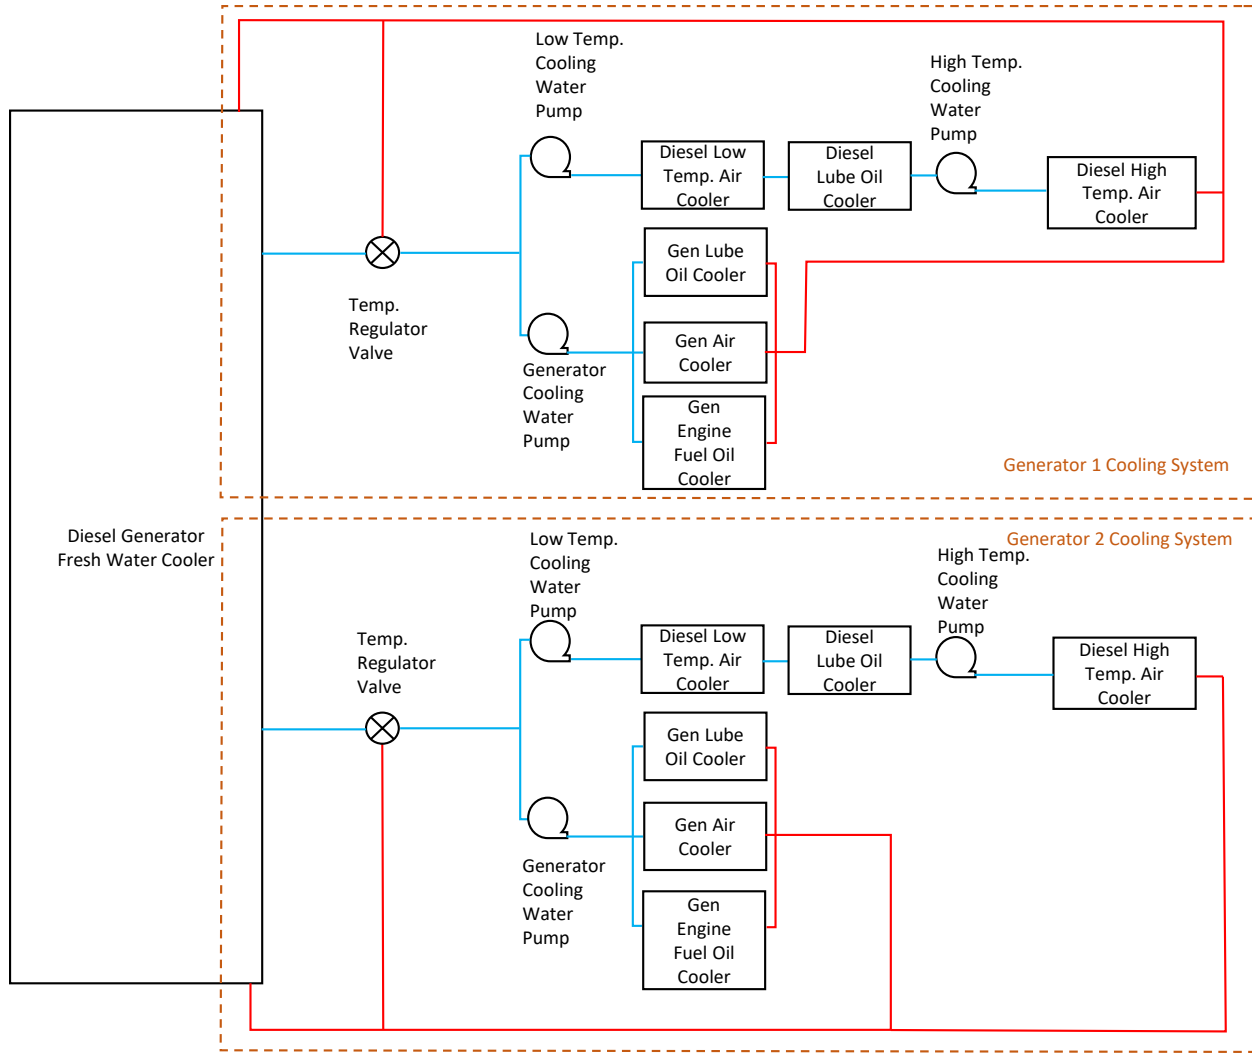 Low Temp.
Cooling
Water
Pump
High Temp.
Cooling
Water
Pump
Diesel Low
Temp. Air
Cooler
Diesel
Lube Oil
Cooler
Diesel High
Temp. Air
Cooler
Gen Lube
Oil Cooler
Temp.
Regulator
Valve
Gen Air
Cooler
Generator
Cooling
Water
Pump
Gen
Engine
Fuel Oil
Cooler
Generator 1 Cooling System
Diesel Generator
Fresh Water Cooler
Generator 2 Cooling System
Low Temp.
Cooling
Water
Pump
High Temp.
Cooling
Water
Pump
Temp.
Regulator
Valve
Diesel Low
Temp. Air
Cooler
Diesel
Lube Oil
Cooler
Diesel High
Temp. Air
Cooler
Gen Lube
Oil Cooler
Gen Air
Cooler
Generator
Cooling
Water
Pump
Gen
Engine
Fuel Oil
Cooler